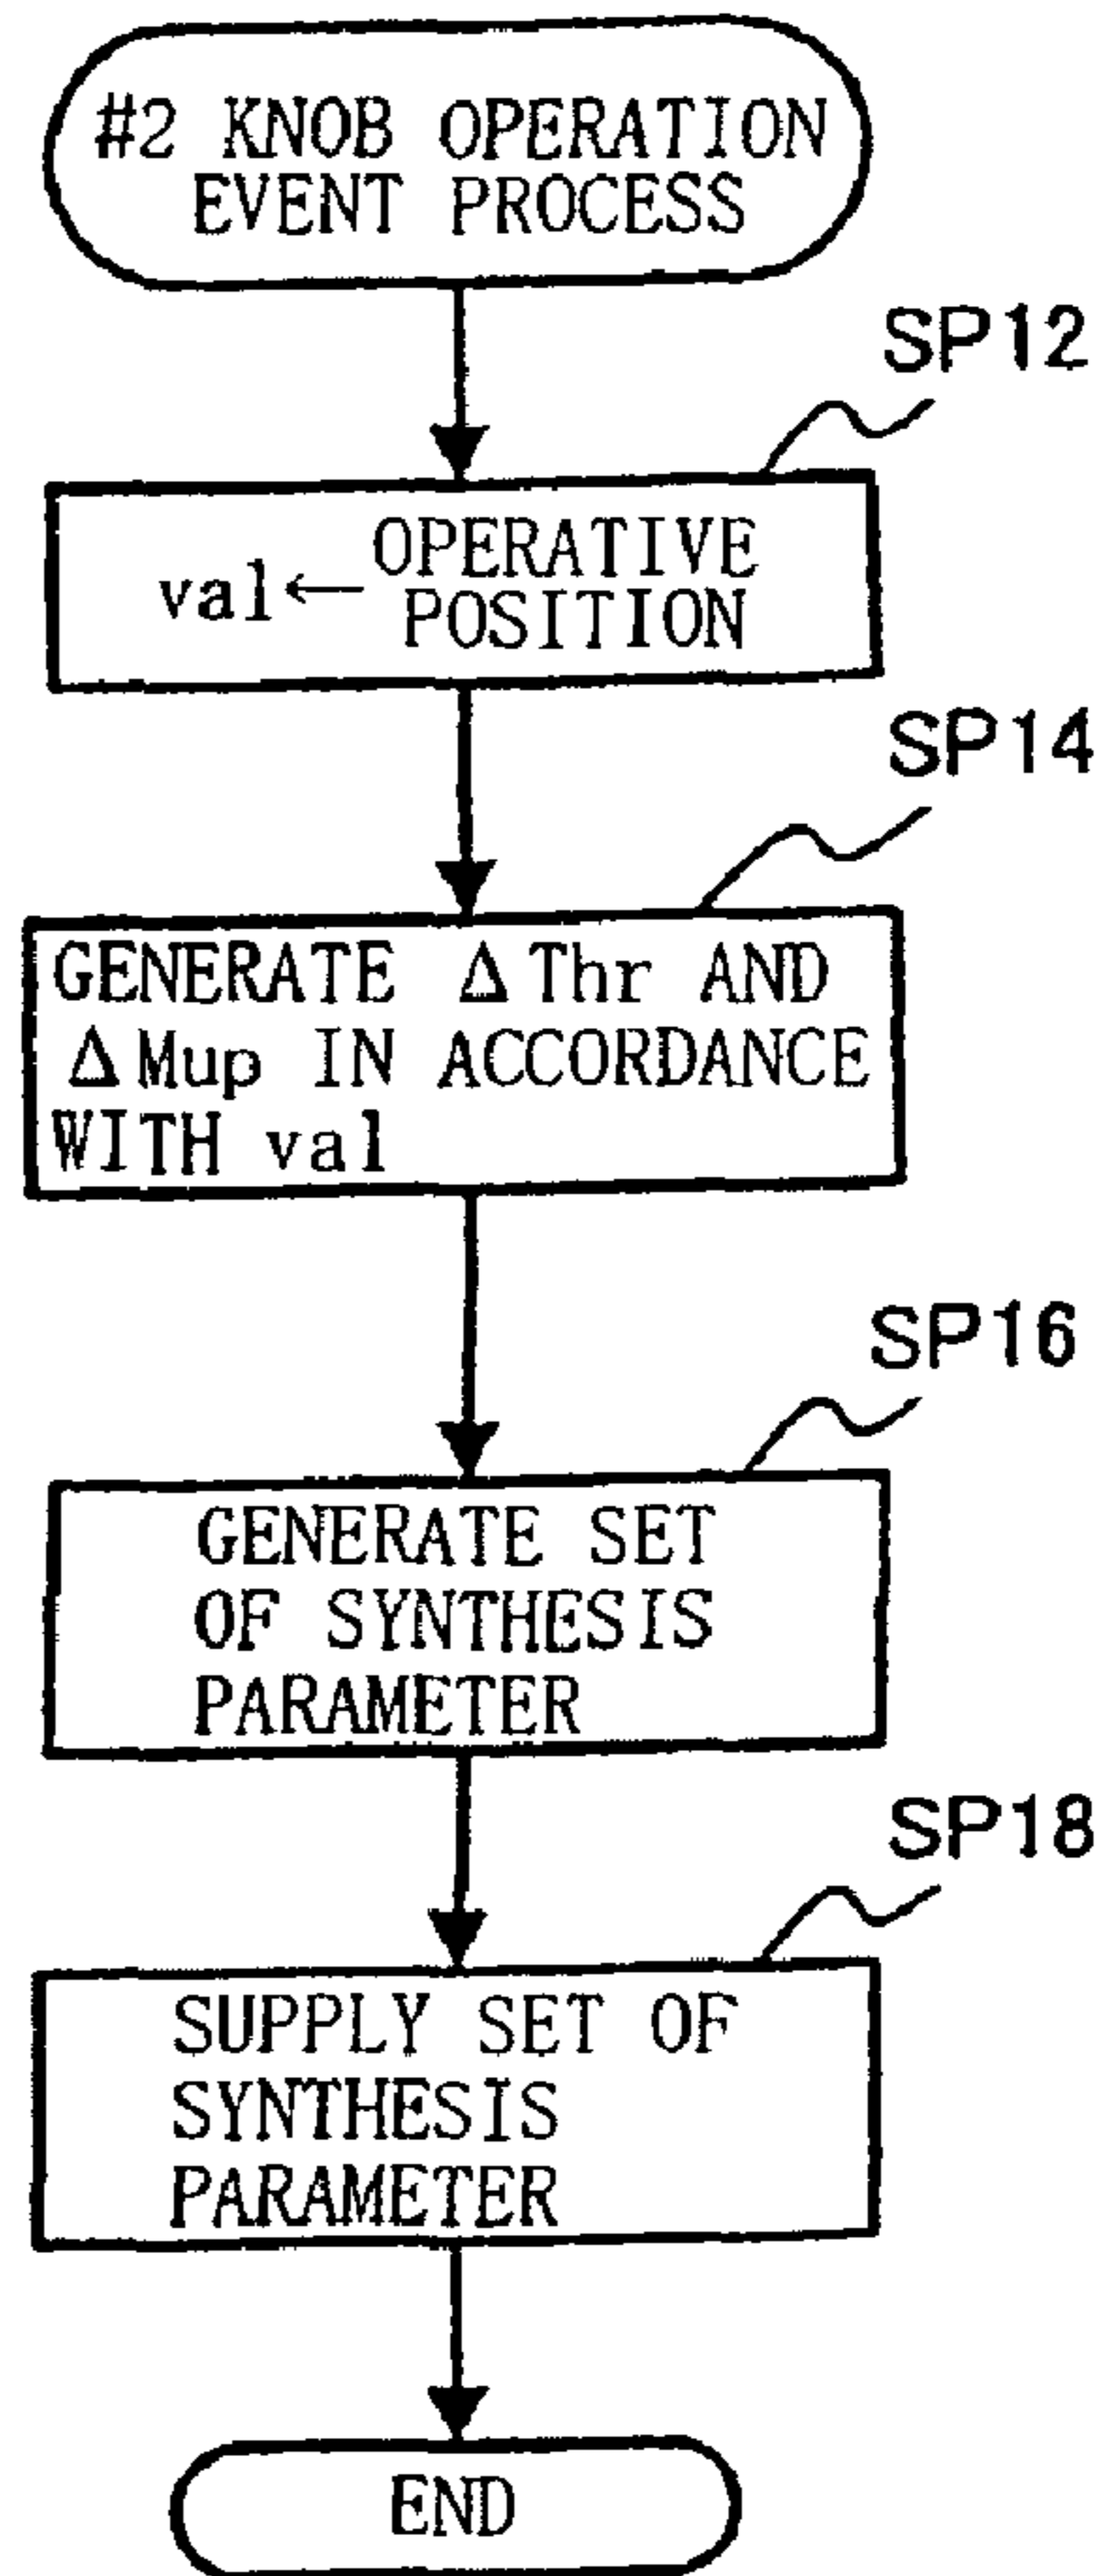 #2 KNOB OPERATION
EVENT PROCESS
SP12
val← OPERATIVE
POSITION
SP14
GENERATE ΔThr AND
ΔMup IN ACCORDANCE
WITH val
SP16
GENERATE SET
OF SYNTHESIS
PARAMETER
SP18
SUPPLY SET OF
SYNTHESIS
PARAMETER
END